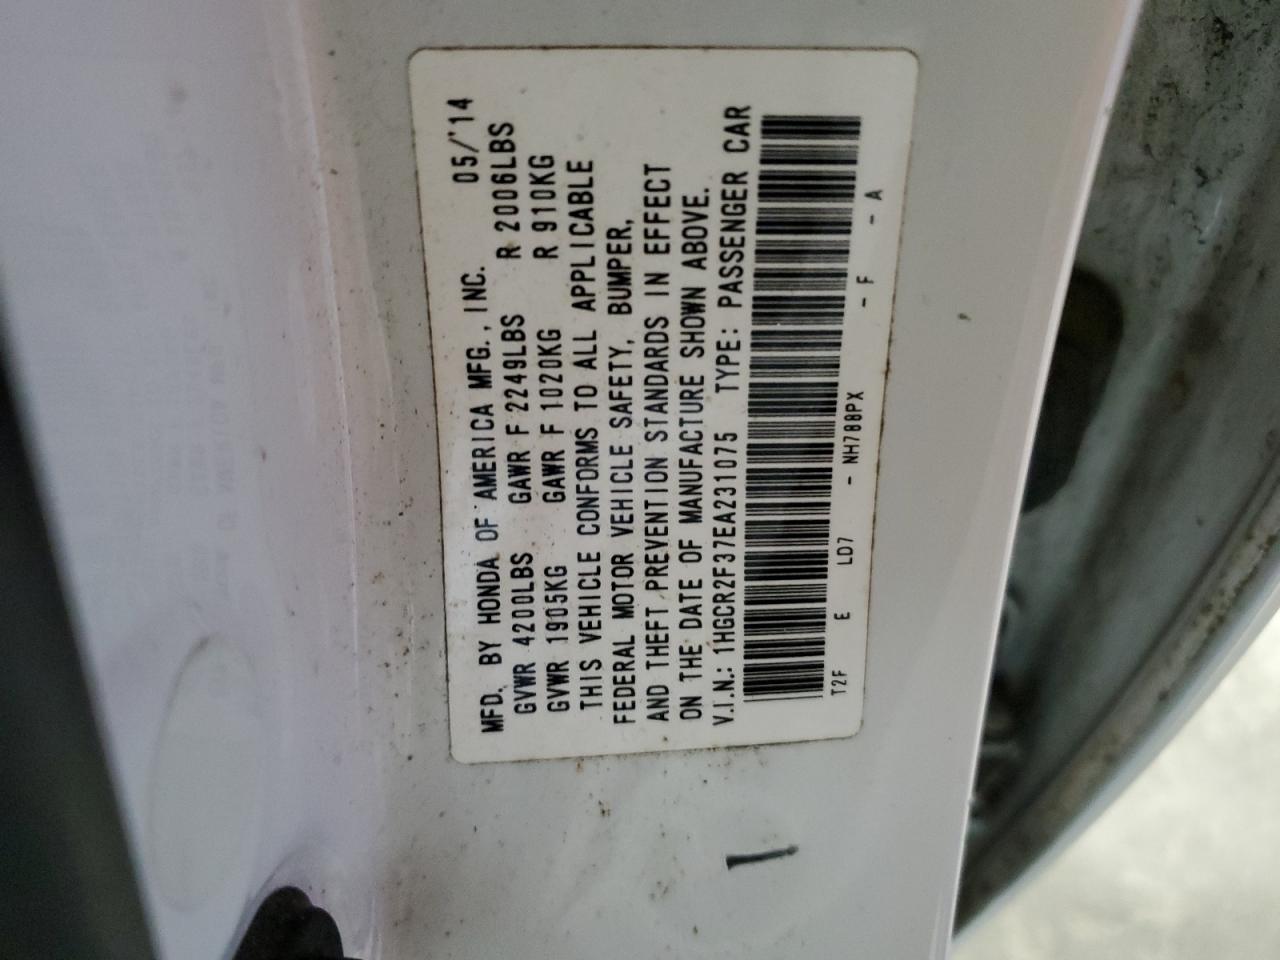 MFD. BY HONDA OF AMERICA MFG., INC. 05/'14
GVWR 4200LBS GAWR F 2249LBS R 2006LBS
GVWR 1905KG GAWR F 1020KG R 910KG
THIS VEHICLE CONFORMS TO ALL APPLICABLE
FEDERAL MOTOR VEHICLE SAFETY, BUMPER,
AND THEFT PREVENTION STANDARDS IN EFFECT
ON THE DATE OF MANUFACTURE SHOWN ABOVE.
V.I.N.: 1HGCR2F37EA231075 TYPE: PASSENGER CAR
T2F E LD7 - NH788PX - F - A